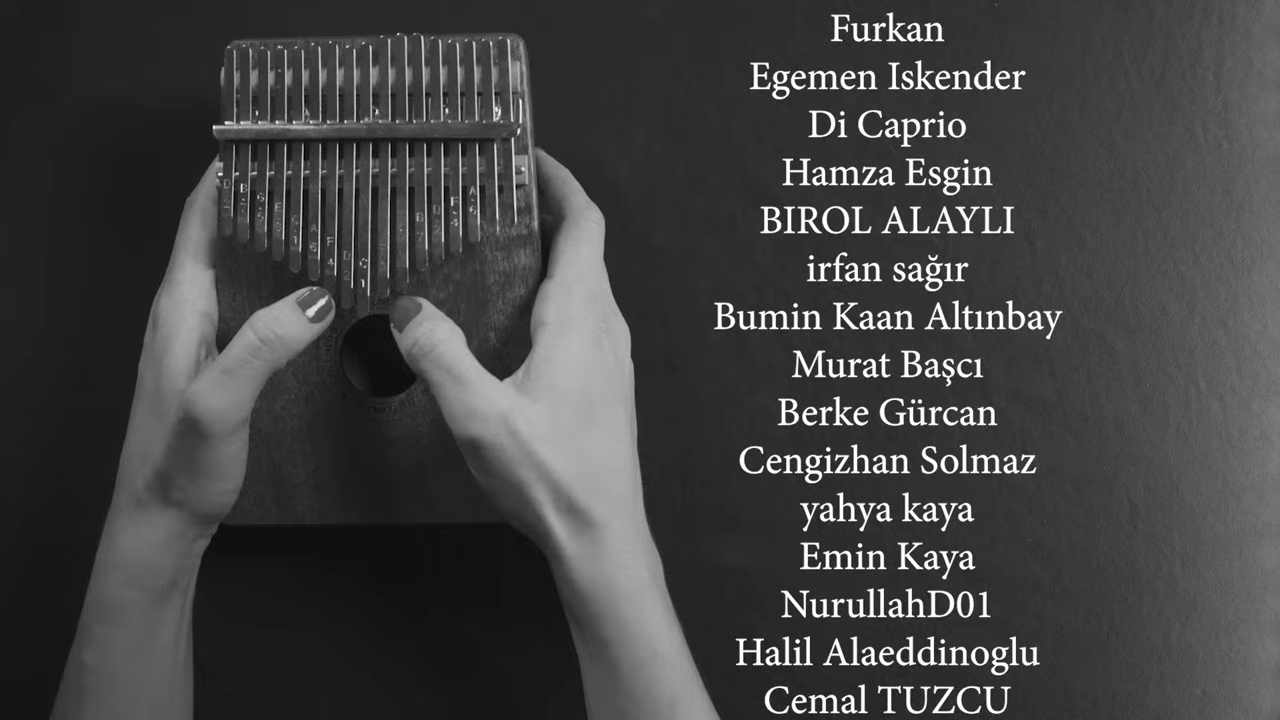 Furkan
Egemen Iskender
Di Caprio
Hamza Esgin
BIROL ALAYLI
irfan sağır
Bumin Kaan Altınbay
Murat Başcı
Berke Gürcan
Cengizhan Solmaz
yahya kaya
Emin Kaya
NurullahD01
Halil Alaeddinoglu
Cemal TUZCU